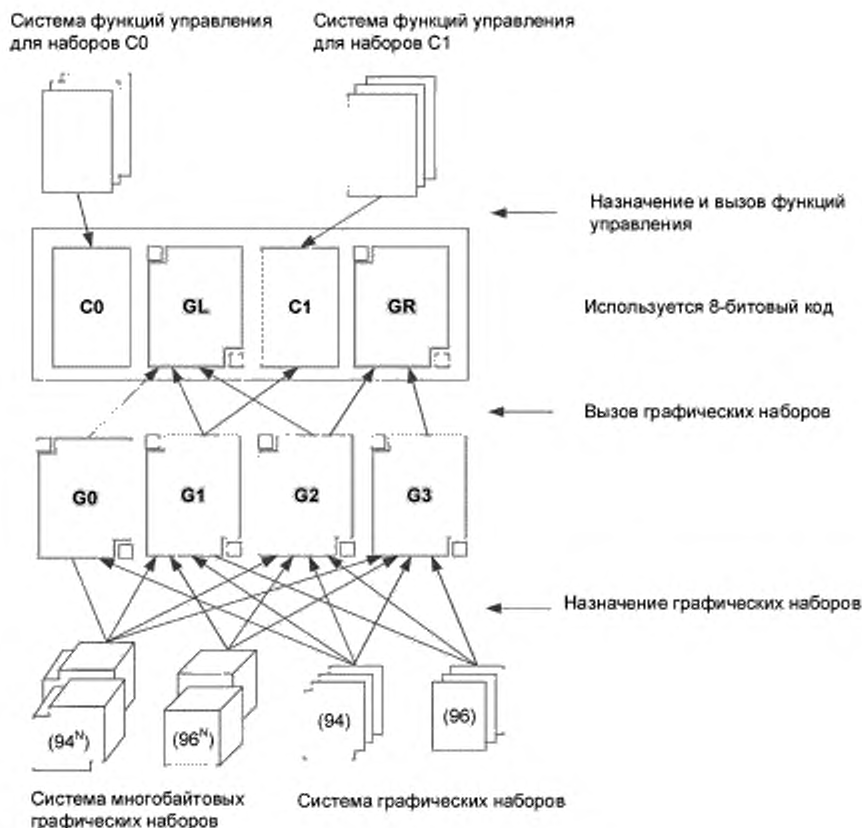 Система функций управления
для наборов C0
Система функций управления
для наборов C1
Назначение и вызов функций
управления
C0
GL
C1
GR
Используется 8-битовый код
Вызов графических наборов
G0
G1
G2
G3
Назначение графических наборов
(94ᴺ)
(96ᴺ)
(94)
(96)
Система многобайтовых
графических наборов
Система графических наборов